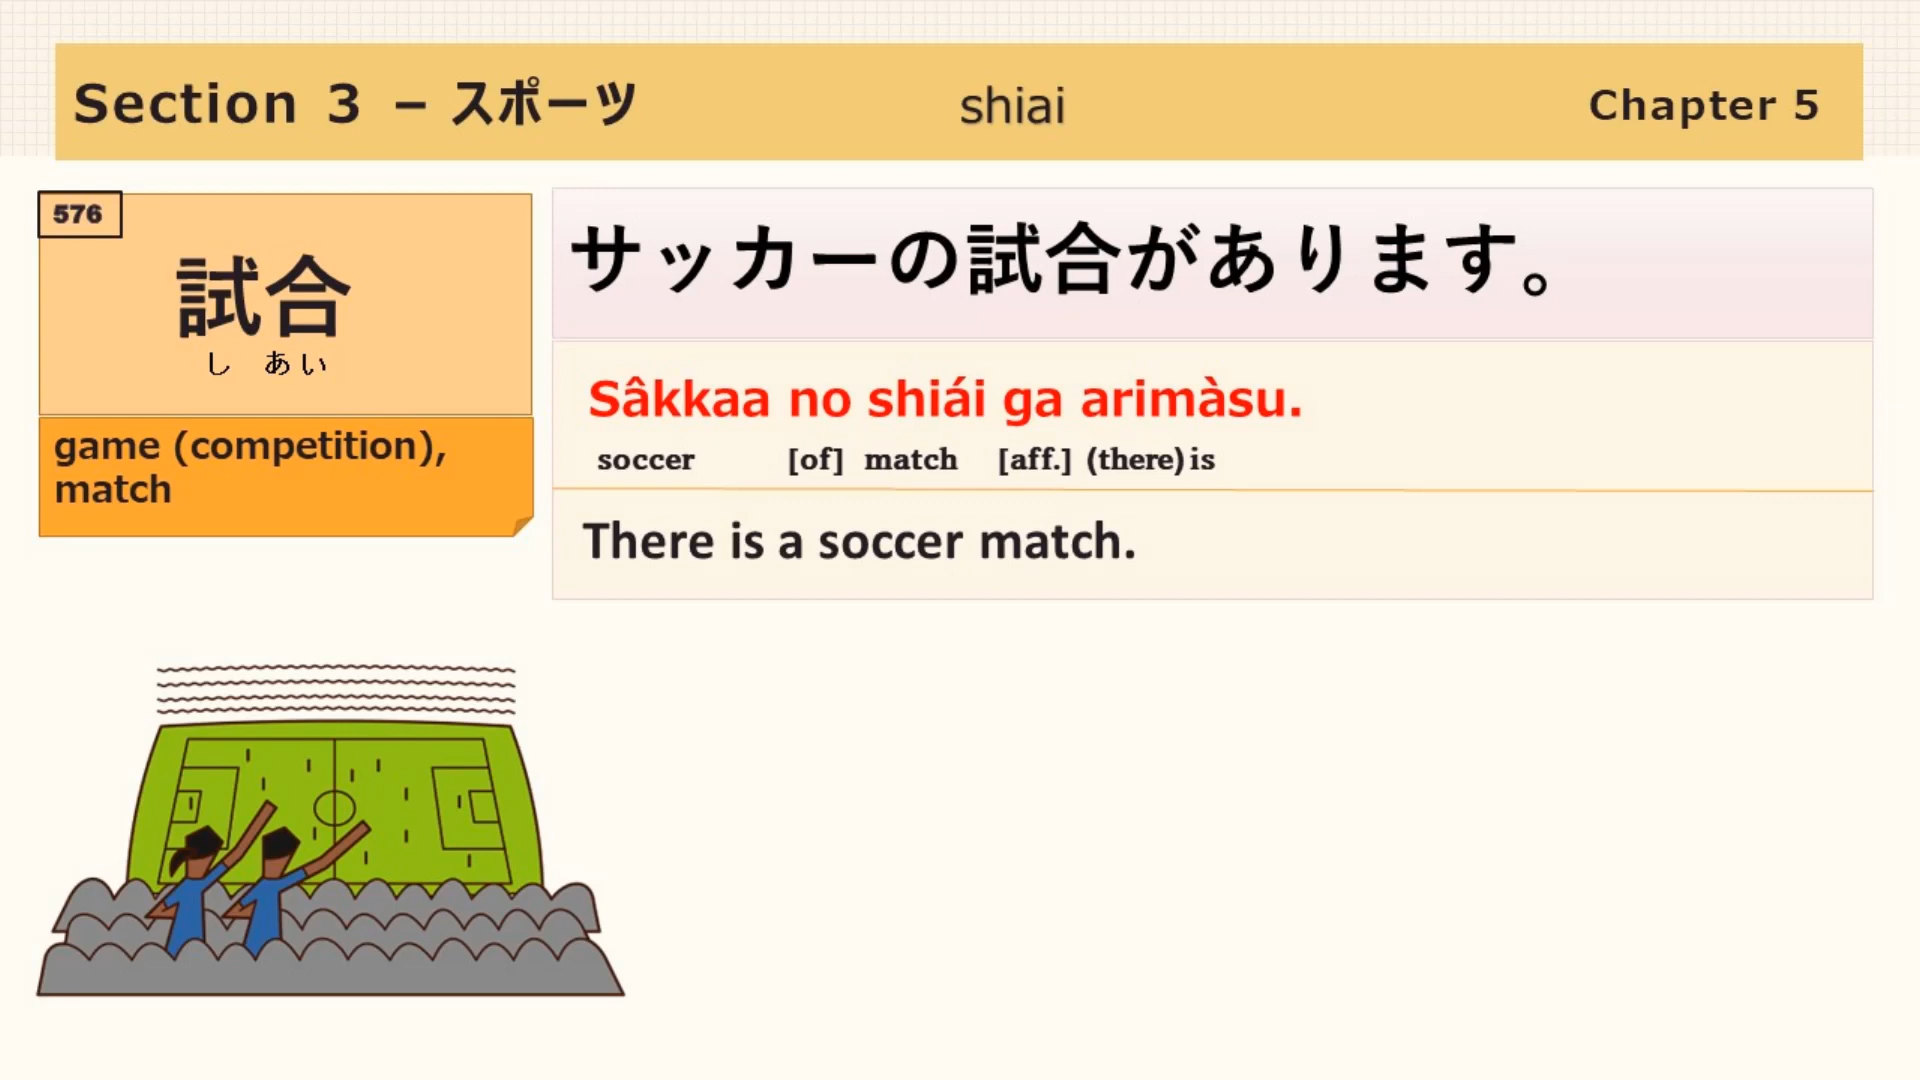 Section 3 – スポーツ
shiai
Chapter 5
576
試合
し あい
game (competition),
match
サッカーの試合があります。
Sâkkaa no shiái ga arimàsu.
soccer [of] match [aff.] (there) is
There is a soccer match.